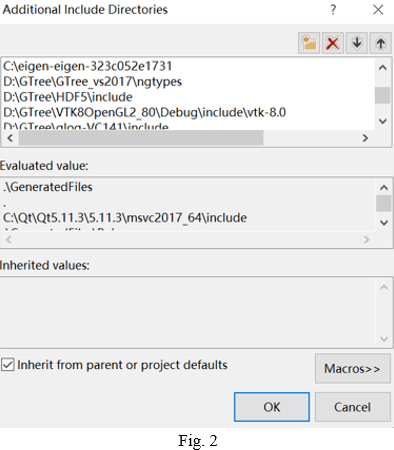 Additional Include Directories
? ×
C:\eigen-eigen-323c052e1731
D:\GTree\GTree_vs2017\ngtypes
D:\GTree\HDF5\include
D:\GTree\VTK8OpenGL2_80\Debug\include\vtk-8.0
D:\GTree\glog-VC141\include
Evaluated value:
.\GeneratedFiles
.
C:\Qt\Qt5.11.3\5.11.3\msvc2017_64\include
Inherited values:
Inherit from parent or project defaults
Macros>>
OK Cancel
Fig. 2